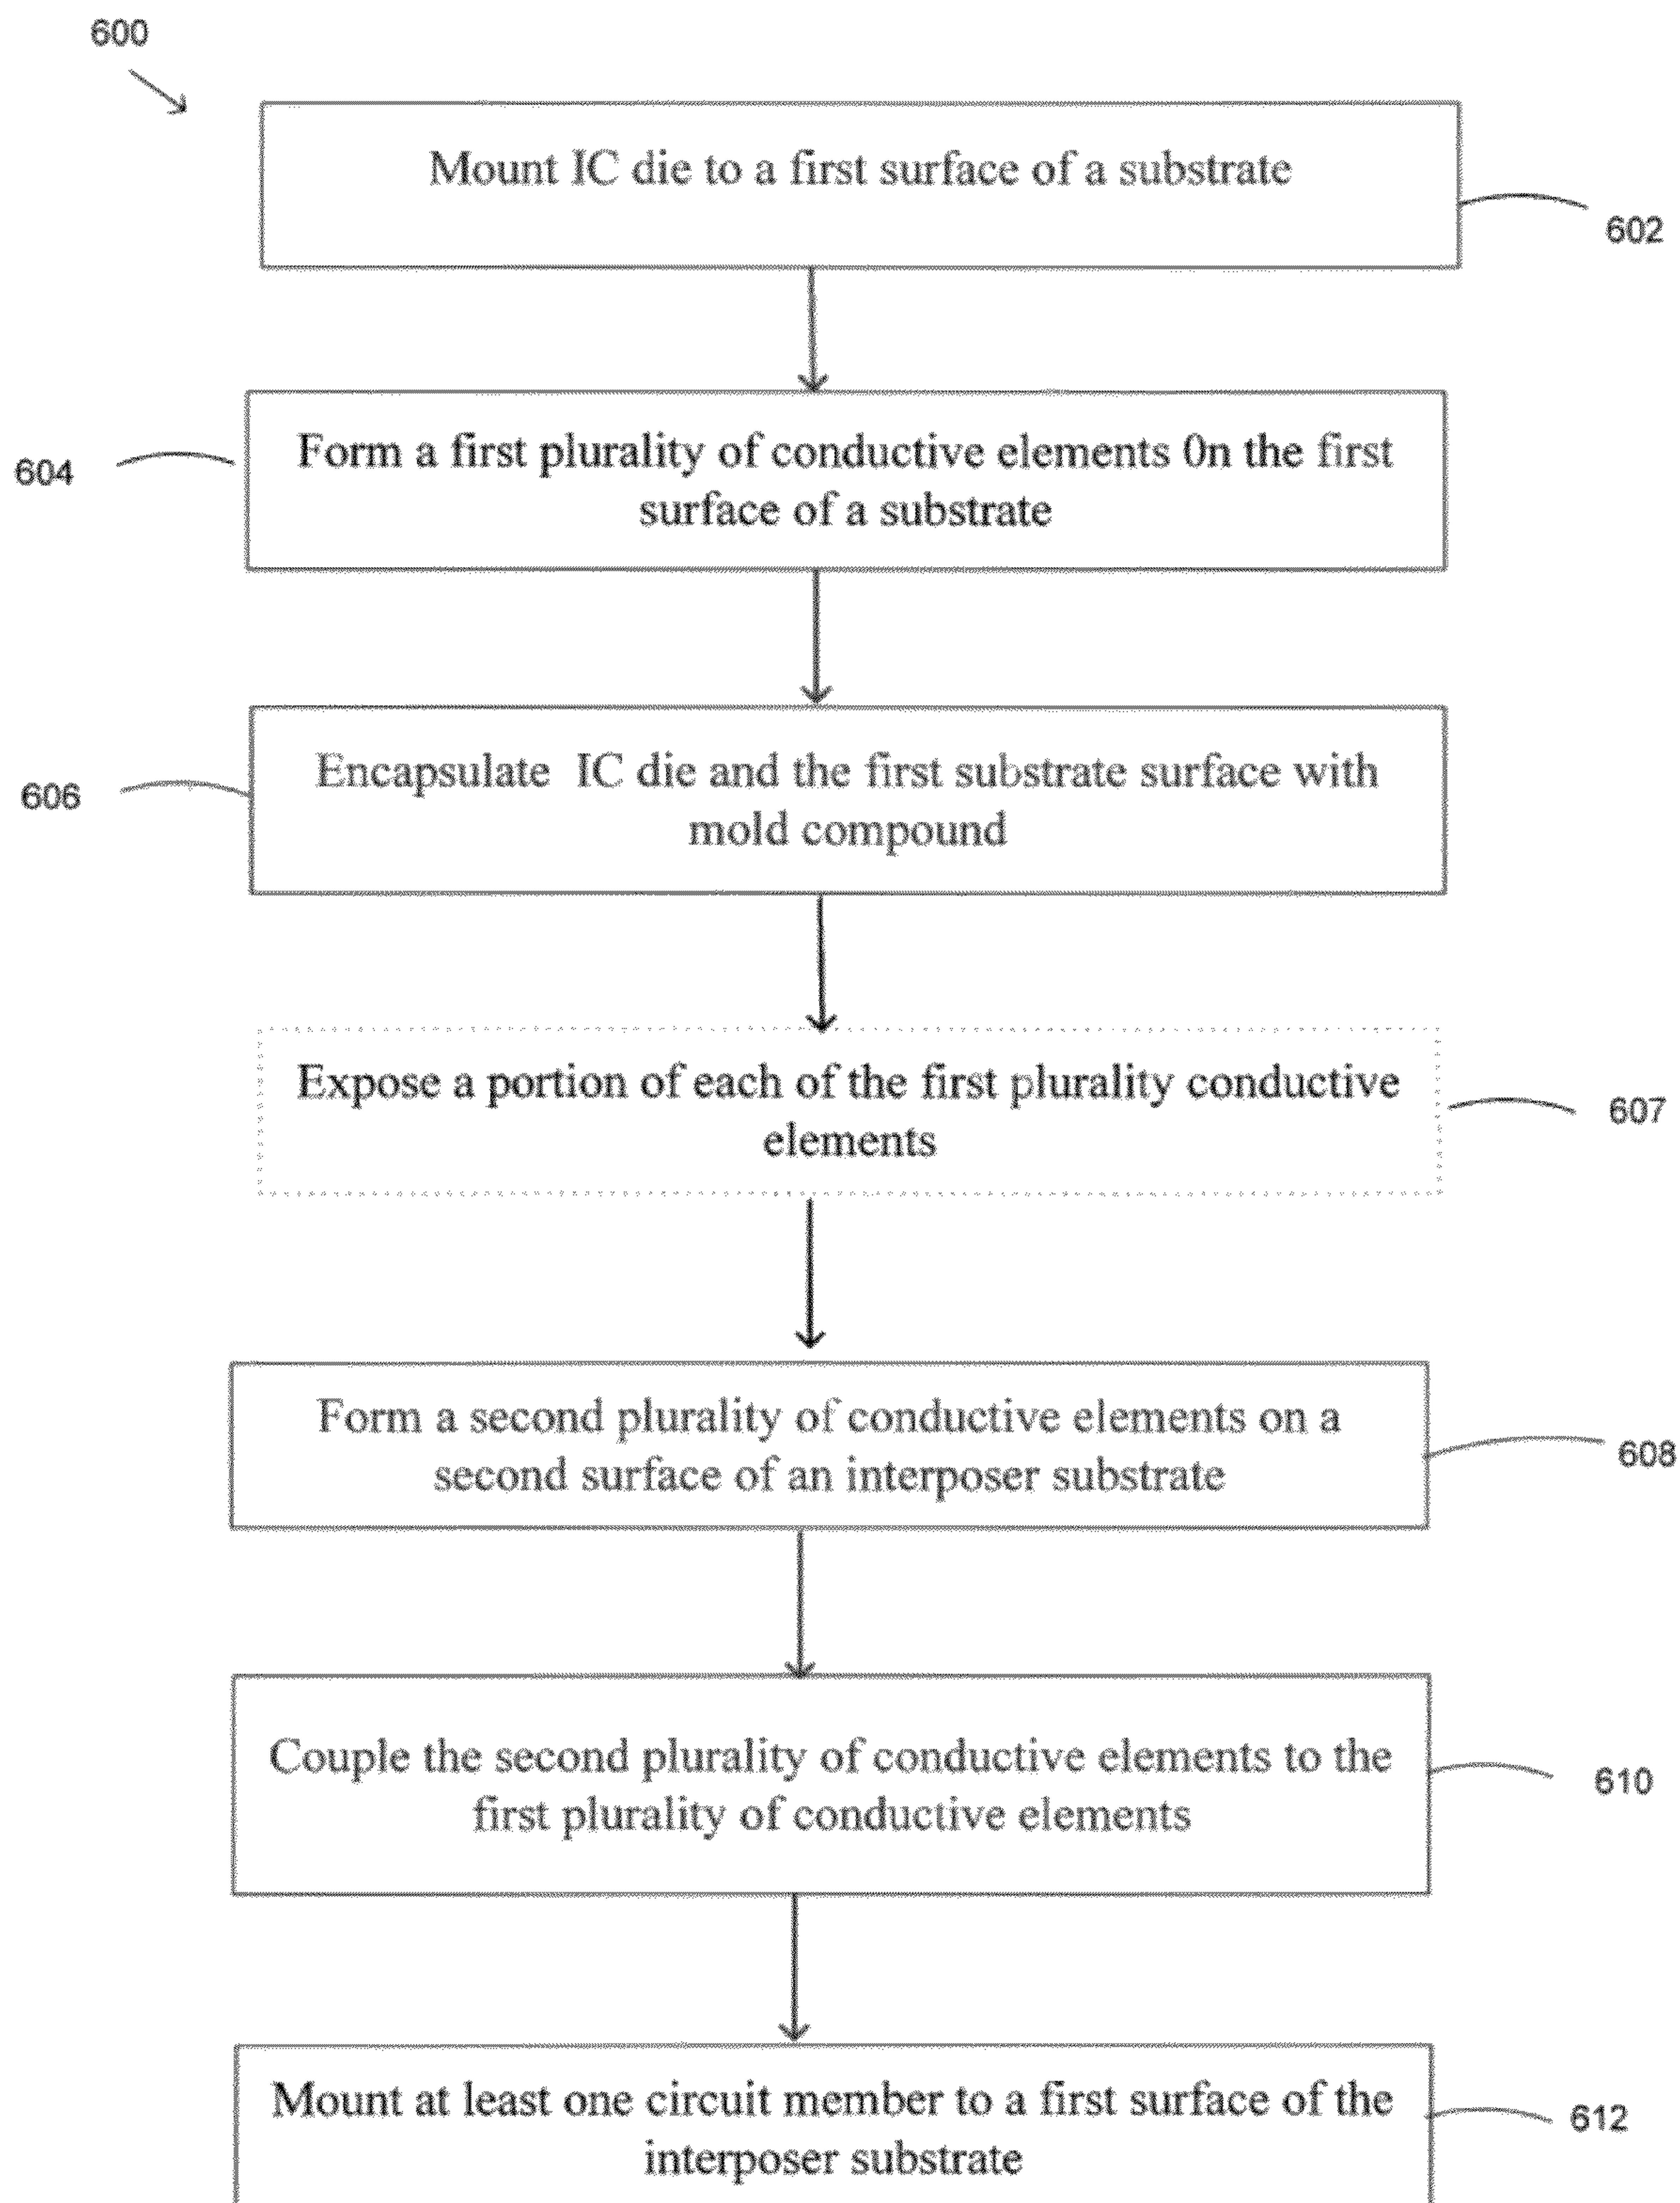 600
Mount IC die to a first surface of a substrate
602
Form a first plurality of conductive elements 0n the first
surface of a substrate
604
Encapsulate IC die and the first substrate surface with
mold compound
606
Expose a portion of each of the first plurality conductive
elements
607
Form a second plurality of conductive elements on a
second surface of an interposer substrate
608
Couple the second plurality of conductive elements to the
first plurality of conductive elements
610
Mount at least one circuit member to a first surface of the
interposer substrate
612